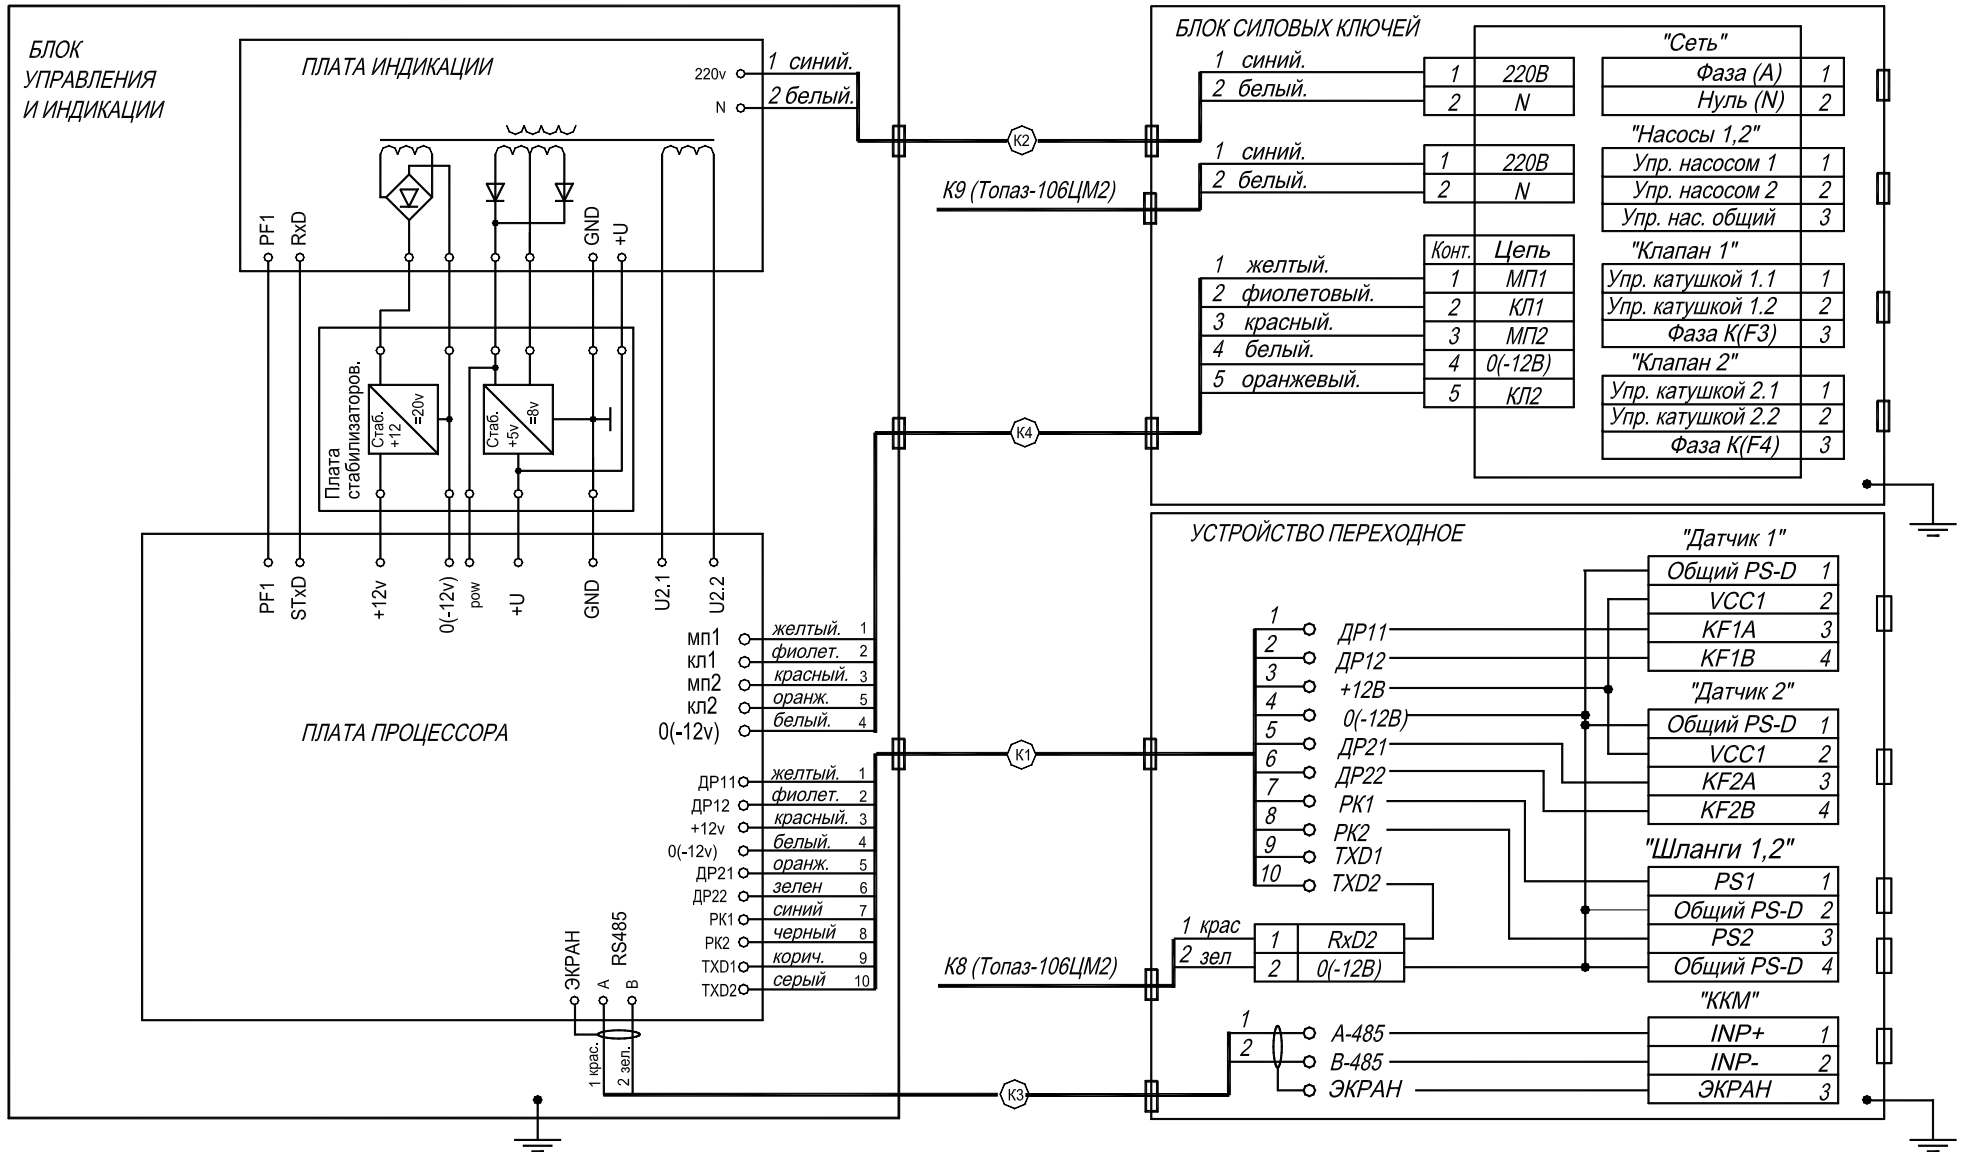 БЛОК
УПРАВЛЕНИЯ
И ИНДИКАЦИИ
ПЛАТА ИНДИКАЦИИ
220v
1 синий.
N
2 белый.
PF1
RxD
GND
+U
Плата
стабилизаторов.
Стаб.
+12
=20v
Стаб.
+5v
=8v
PF1
STxD
+12v
0(-12v)
pow
+U
GND
U2.1
U2.2
ПЛАТА ПРОЦЕССОРА
мп1 желтый. 1
кл1 фиолет. 2
мп2 красный. 3
кл2 оранж. 5
0(-12v) белый. 4
ДР11 желтый. 1
ДР12 фиолет. 2
+12v красный. 3
0(-12v) белый. 4
ДР21 оранж. 5
ДР22 зелен 6
РК1 синий 7
РК2 черный 8
TXD1 корич. 9
TXD2 серый 10
ЭКРАН
A
B
RS485
1 крас.
2 зел.
К2
К9 (Топаз-106ЦМ2)
К4
К1
К8 (Топаз-106ЦМ2)
К3
БЛОК СИЛОВЫХ КЛЮЧЕЙ
1 синий.
2 белый.
1 220В
2 N
1 синий.
2 белый.
1 220В
2 N
Конт. Цепь
1 желтый. 1 МП1
2 фиолетовый. 2 КЛ1
3 красный. 3 МП2
4 белый. 4 0(-12В)
5 оранжевый. 5 КЛ2
"Сеть"
Фаза (А) 1
Нуль (N) 2
"Насосы 1,2"
Упр. насосом 1 1
Упр. насосом 2 2
Упр. нас. общий 3
"Клапан 1"
Упр. катушкой 1.1 1
Упр. катушкой 1.2 2
Фаза К(F3) 3
"Клапан 2"
Упр. катушкой 2.1 1
Упр. катушкой 2.2 2
Фаза К(F4) 3
УСТРОЙСТВО ПЕРЕХОДНОЕ
1 ДР11
2 ДР12
3 +12В
4 0(-12В)
5 ДР21
6 ДР22
7 РК1
8 РК2
9 TXD1
10 TXD2
1 крас 1 RxD2
2 зел 2 0(-12В)
1 А-485
2 В-485
ЭКРАН
"Датчик 1"
Общий PS-D 1
VCC1 2
KF1A 3
KF1B 4
"Датчик 2"
Общий PS-D 1
VCC1 2
KF2A 3
KF2B 4
"Шланги 1,2"
PS1 1
Общий PS-D 2
PS2 3
Общий PS-D 4
"ККМ"
INP+ 1
INP- 2
ЭКРАН 3